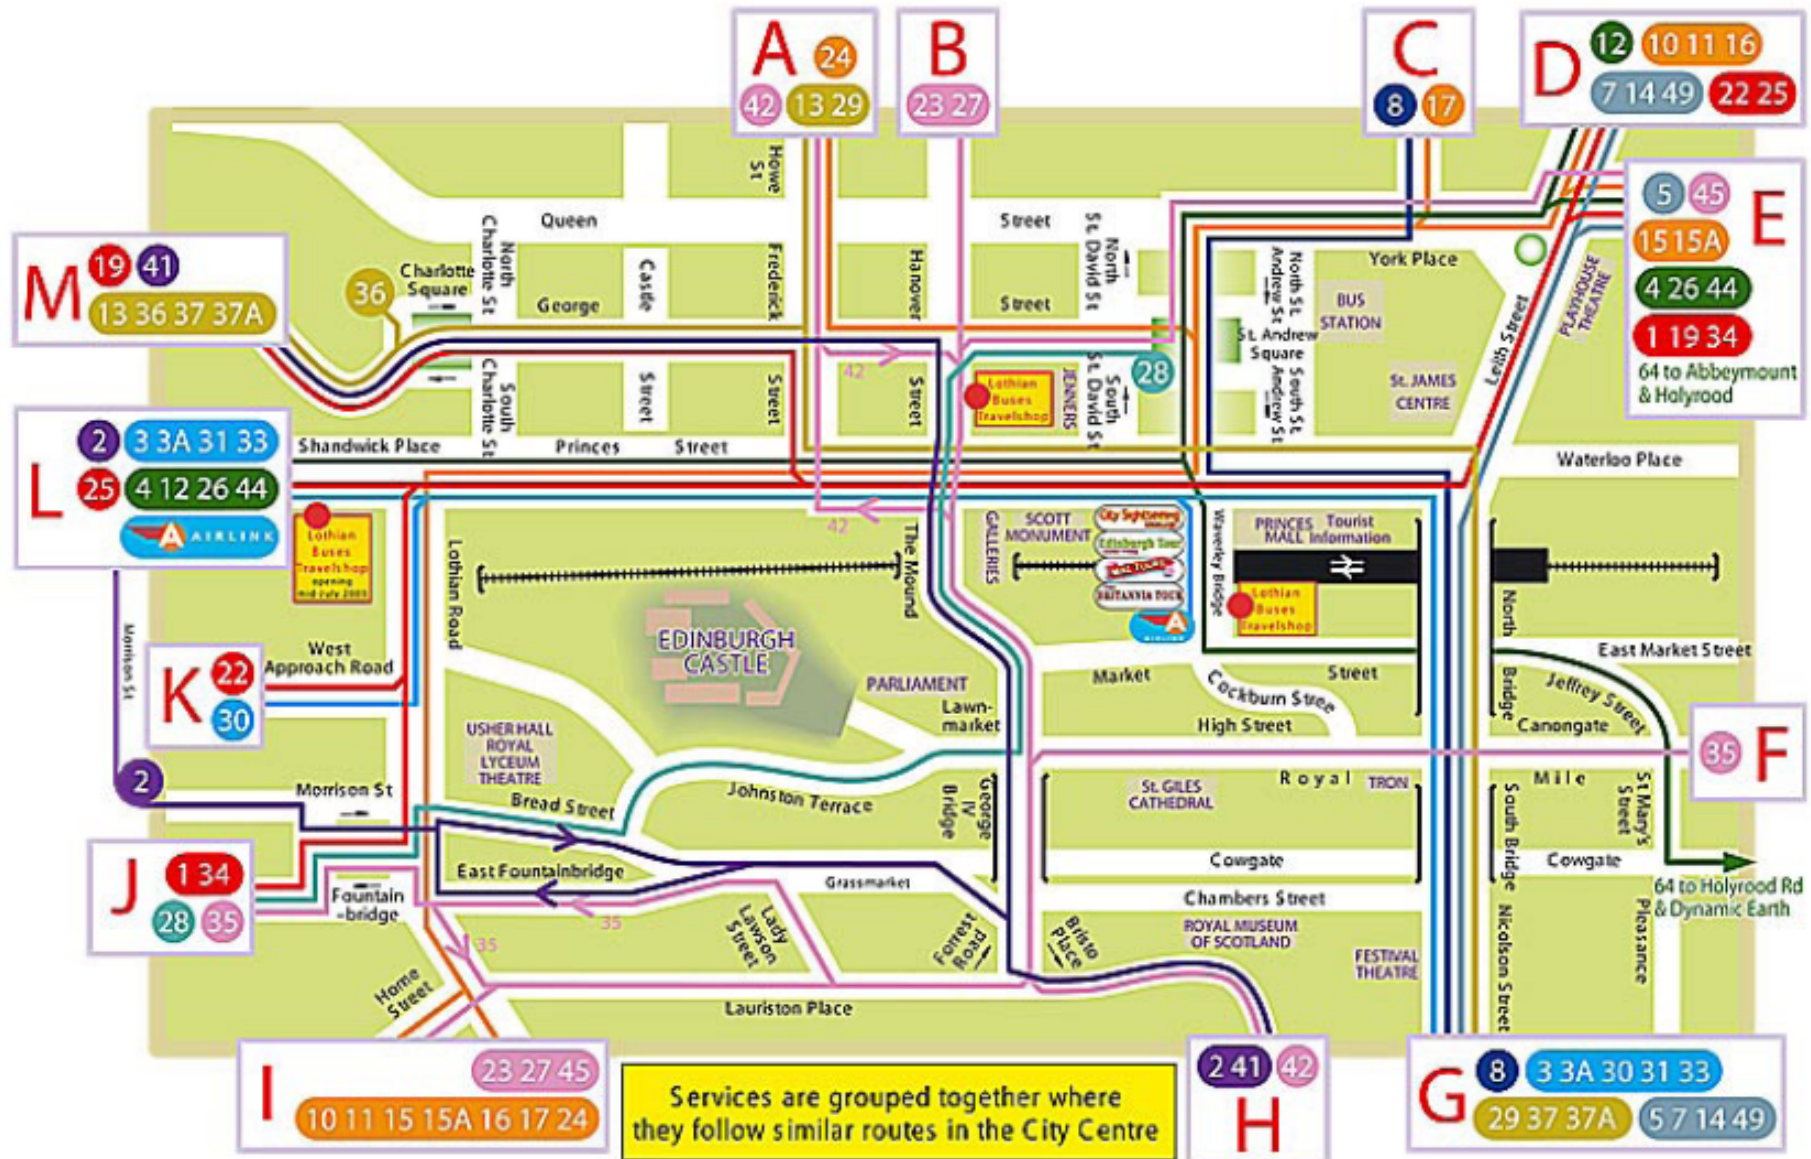 A
24
42
13 29
B
23 27
C
8
17
D
12
10 11 16
7 14 49
22 25
E
5
45
15 15A
4 26 44
1 19 34
64 to Abbeymount
& Holyrood
M
19
41
13 36 37 37A
36
Howe
St
Queen
Street
North
Charlotte St
Castle
Street
Frederick
Street
Hanover
Street
North
St. David St
North St.
Andrew St
York Place
BUS
STATION
PLAYHOUSE
THEATRE
Leith Street
Charlotte
Square
George
Street
St. Andrew
Square
South
Charlotte St
42
Lothian
Buses
Travelshop
JENNERS
South
St. David St
28
South St.
Andrew St
St. JAMES
CENTRE
L
2
3 3A 31 33
25
4 12 26 44
A AIRLINK
Shandwick Place
Princes
Street
Waterloo Place
Lothian
Buses
Travelshop
opening
mid July 2005
42
Lothian Road
The Mound
GALLERIES
SCOTT
MONUMENT
City Sightseeing
Edinburgh Tour
MAC TOURS
BRITANNIA TOUR
A
AIRLINK
Waverley Bridge
PRINCES
MALL
Tourist
Information
Lothian
Buses
Travelshop
North
Bridge
East Market Street
EDINBURGH
CASTLE
Morrison St
West
Approach Road
K
22
30
PARLIAMENT
Lawn-
market
Market
Street
Cockburn Stree
High Street
Jeffrey Street
Canongate
F
35
USHER HALL
ROYAL
LYCEUM
THEATRE
2
Morrison St
Bread Street
Johnston Terrace
George
IV
Bridge
St. GILES
CATHEDRAL
Royal
TRON
Mile
St Mary's
Street
South Bridge
J
1 34
28
35
East Fountainbridge
Grassmarket
Cowgate
Cowgate
Fountain
-bridge
Chambers Street
64 to Holyrood Rd
& Dynamic Earth
35
35
Lady
Lawson
Street
Forrest
Road
Bristo
Place
ROYAL MUSEUM
OF SCOTLAND
FESTIVAL
THEATRE
Nicolson Street
Pleasance
Home
Street
Lauriston Place
I
23 27 45
10 11 15 15A 16 17 24
Services are grouped together where
they follow similar routes in the City Centre
2 41
42
H
G
8
3 3A 30 31 33
29 37 37A
5 7 14 49